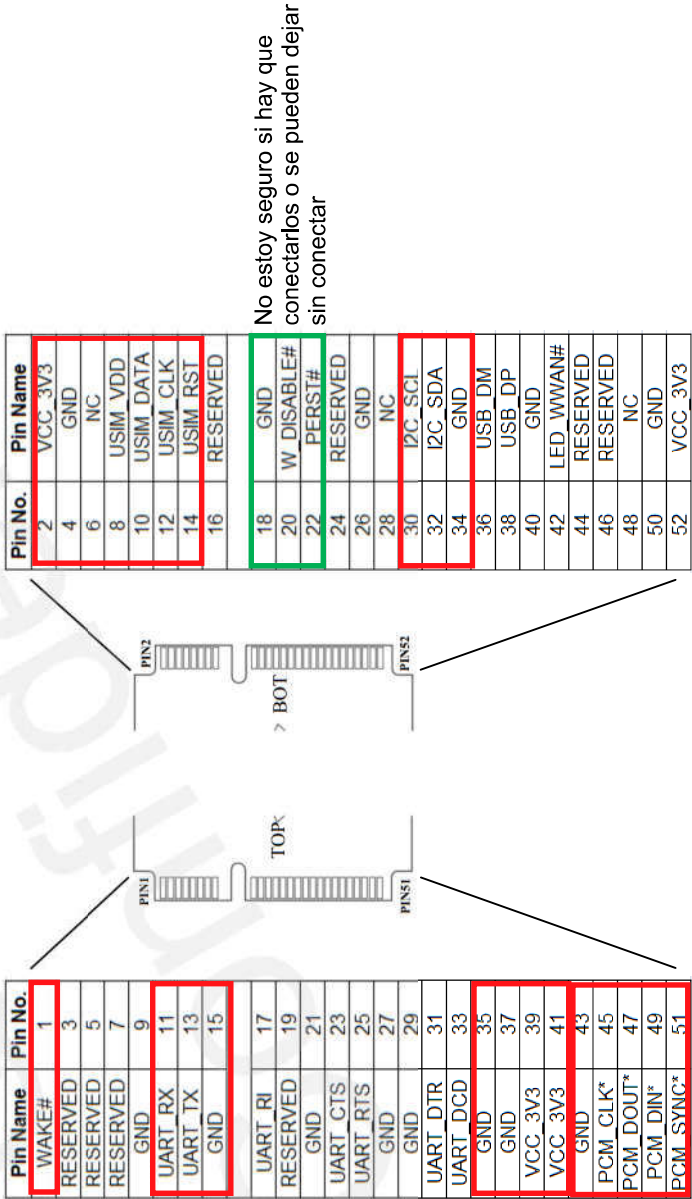 Pin Name Pin No.
WAKE# 1
RESERVED 3
RESERVED 5
RESERVED 7
GND 9
UART_RX 11
UART_TX 13
GND 15
UART_RI 17
RESERVED 19
GND 21
UART_CTS 23
UART_RTS 25
GND 27
GND 29
UART_DTR 31
UART_DCD 33
GND 35
GND 37
VCC_3V3 39
VCC_3V3 41
GND 43
PCM_CLK* 45
PCM_DOUT* 47
PCM_DIN* 49
PCM_SYNC* 51
PIN1
TOP
PIN51
PIN2
BOT
PIN52
Pin No. Pin Name
2 VCC_3V3
4 GND
6 NC
8 USIM_VDD
10 USIM_DATA
12 USIM_CLK
14 USIM_RST
16 RESERVED
18 GND
20 W_DISABLE#
22 PERST#
24 RESERVED
26 GND
28 NC
30 I2C_SCL
32 I2C_SDA
34 GND
36 USB_DM
38 USB_DP
40 GND
42 LED_WWAN#
44 RESERVED
46 RESERVED
48 NC
50 GND
52 VCC_3V3
No estoy seguro si hay que
conectarlos o se pueden dejar
sin conectar